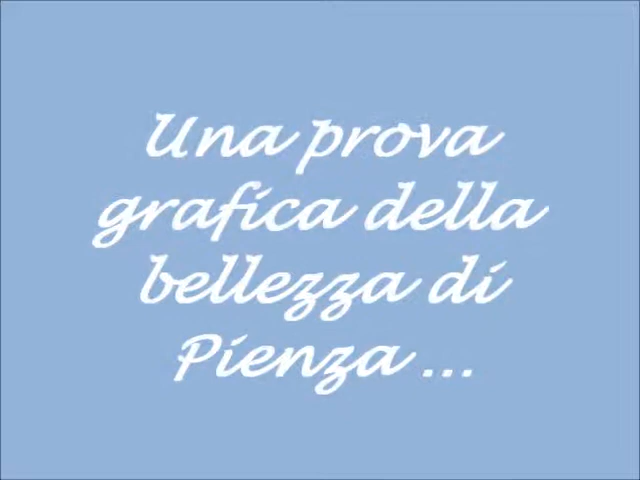 Una prova
grafica della
bellezza di
Pienza ...